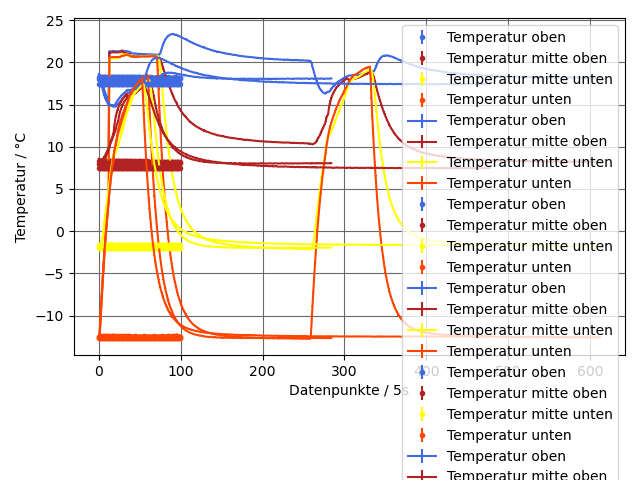 25
20
15
10
5
0
−5
−10
Temperatur / °C
0
100
200
300
400
500
600
Datenpunkte / 5s
Temperatur oben
Temperatur mitte oben
Temperatur mitte unten
Temperatur unten
Temperatur oben
Temperatur mitte oben
Temperatur mitte unten
Temperatur unten
Temperatur oben
Temperatur mitte oben
Temperatur mitte unten
Temperatur unten
Temperatur oben
Temperatur mitte oben
Temperatur mitte unten
Temperatur unten
Temperatur oben
Temperatur mitte oben
Temperatur mitte unten
Temperatur unten
Temperatur oben
Temperatur mitte oben